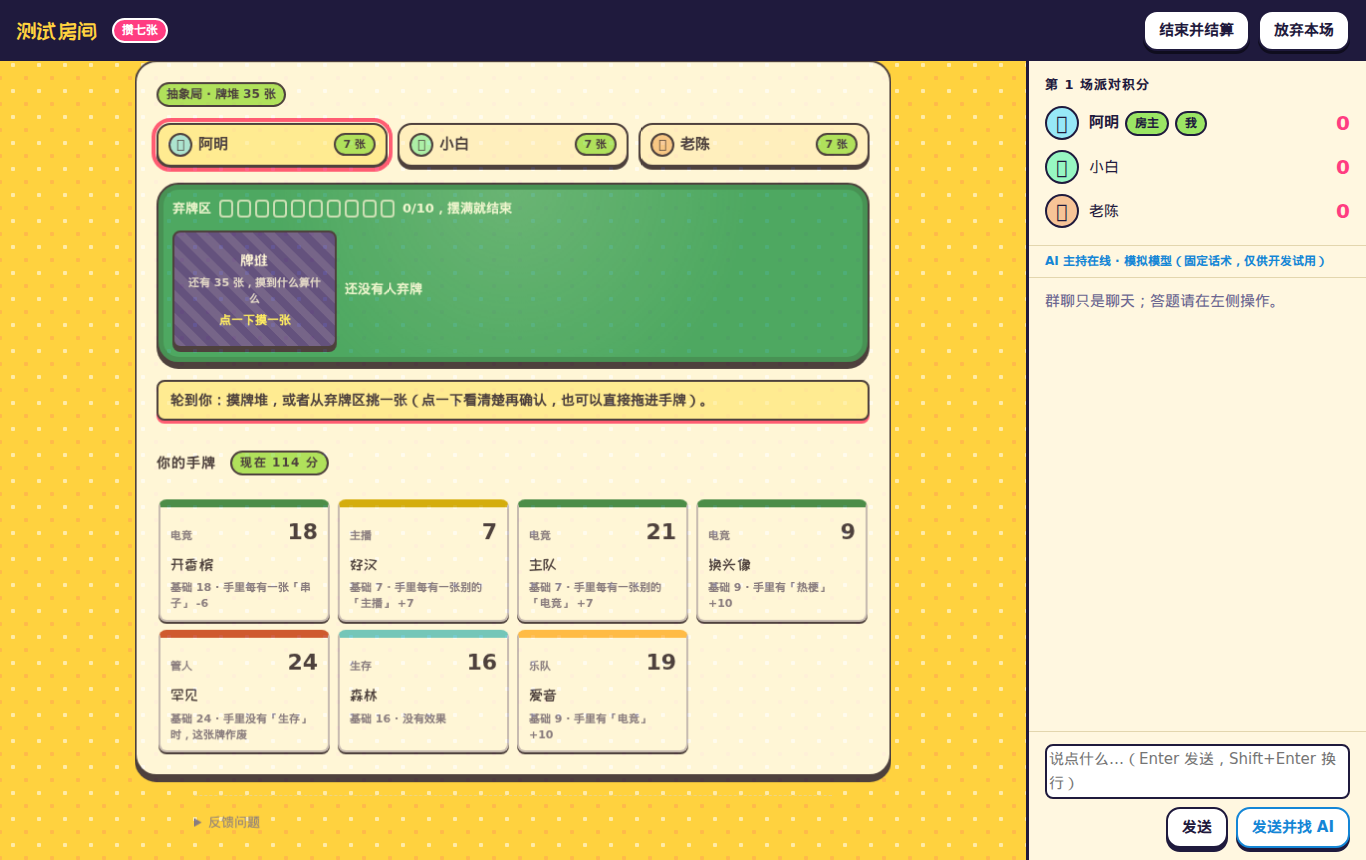 测试房间
攒七张
结束并结算
放弃本场
抽象局 · 牌堆 35 张
阿明
7 张
小白
7 张
老陈
7 张
弃牌区
0/10，摆满就结束
牌堆
还有 35 张，摸到什么算什
么
点一下摸一张
还没有人弃牌
轮到你：摸牌堆，或者从弃牌区挑一张（点一下看清楚再确认，也可以直接拖进手牌）。
你的手牌
现在 114 分
电竞
18
开香槟
基础 18 · 手里每有一张「串
子」 -6
主播
7
好汉
基础 7 · 手里每有一张别的
「主播」 +7
电竞
21
主队
基础 7 · 手里每有一张别的
「电竞」 +7
电竞
9
换头像
基础 9 · 手里有「热梗」
+10
管人
24
罕见
基础 24 · 手里没有「生存」
时，这张牌作废
生存
16
森林
基础 16 · 没有效果
乐队
19
爱音
基础 9 · 手里有「电竞」
+10
▶ 反馈问题
第 1 场派对积分
阿明
房主
我
0
小白
0
老陈
0
AI 主持在线 · 模拟模型（固定话术，仅供开发试用）
群聊只是聊天；答题请在左侧操作。
说点什么…（Enter 发送，Shift+Enter 换
行）
发送
发送并找 AI